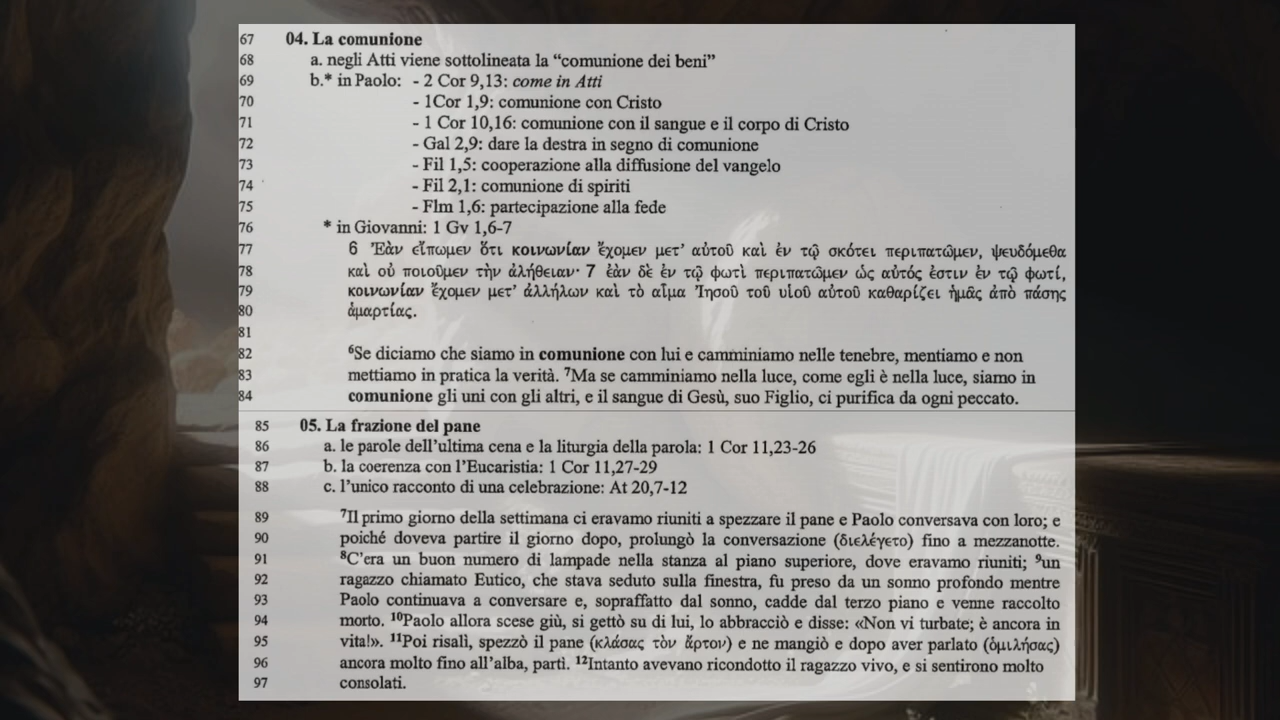 67 04. La comunione
68 a. negli Atti viene sottolineata la “comunione dei beni”
69 b.* in Paolo: - 2 Cor 9,13: come in Atti
70 - 1Cor 1,9: comunione con Cristo
71 - 1 Cor 10,16: comunione con il sangue e il corpo di Cristo
72 - Gal 2,9: dare la destra in segno di comunione
73 - Fil 1,5: cooperazione alla diffusione del vangelo
74 - Fil 2,1: comunione di spiriti
75 - Flm 1,6: partecipazione alla fede
76 * in Giovanni: 1 Gv 1,6-7
77 6 Ἐὰν εἴπωμεν ὅτι κοινωνίαν ἔχομεν μετ’ αὐτοῦ καὶ ἐν τῷ σκότει περιπατῶμεν, ψευδόμεθα
78 καὶ οὐ ποιοῦμεν τὴν ἀλήθειαν· 7 ἐὰν δὲ ἐν τῷ φωτὶ περιπατῶμεν ὡς αὐτός ἐστιν ἐν τῷ φωτί,
79 κοινωνίαν ἔχομεν μετ’ ἀλλήλων καὶ τὸ αἷμα Ἰησοῦ τοῦ υἱοῦ αὐτοῦ καθαρίζει ἡμᾶς ἀπὸ πάσης
80 ἁμαρτίας.
81
82 ⁶Se diciamo che siamo in comunione con lui e camminiamo nelle tenebre, mentiamo e non
83 mettiamo in pratica la verità. ⁷Ma se camminiamo nella luce, come egli è nella luce, siamo in
84 comunione gli uni con gli altri, e il sangue di Gesù, suo Figlio, ci purifica da ogni peccato.
85 05. La frazione del pane
86 a. le parole dell’ultima cena e la liturgia della parola: 1 Cor 11,23-26
87 b. la coerenza con l’Eucaristia: 1 Cor 11,27-29
88 c. l’unico racconto di una celebrazione: At 20,7-12
89 ⁷Il primo giorno della settimana ci eravamo riuniti a spezzare il pane e Paolo conversava con loro; e
90 poiché doveva partire il giorno dopo, prolungò la conversazione (διελέγετο) fino a mezzanotte.
91 ⁸C’era un buon numero di lampade nella stanza al piano superiore, dove eravamo riuniti; ⁹un
92 ragazzo chiamato Eutico, che stava seduto sulla finestra, fu preso da un sonno profondo mentre
93 Paolo continuava a conversare e, sopraffatto dal sonno, cadde dal terzo piano e venne raccolto
94 morto. ¹⁰Paolo allora scese giù, si gettò su di lui, lo abbracciò e disse: «Non vi turbate; è ancora in
95 vita!». ¹¹Poi risalì, spezzò il pane (κλάσας τὸν ἄρτον) e ne mangiò e dopo aver parlato (ὁμιλήσας)
96 ancora molto fino all’alba, partì. ¹²Intanto avevano ricondotto il ragazzo vivo, e si sentirono molto
97 consolati.